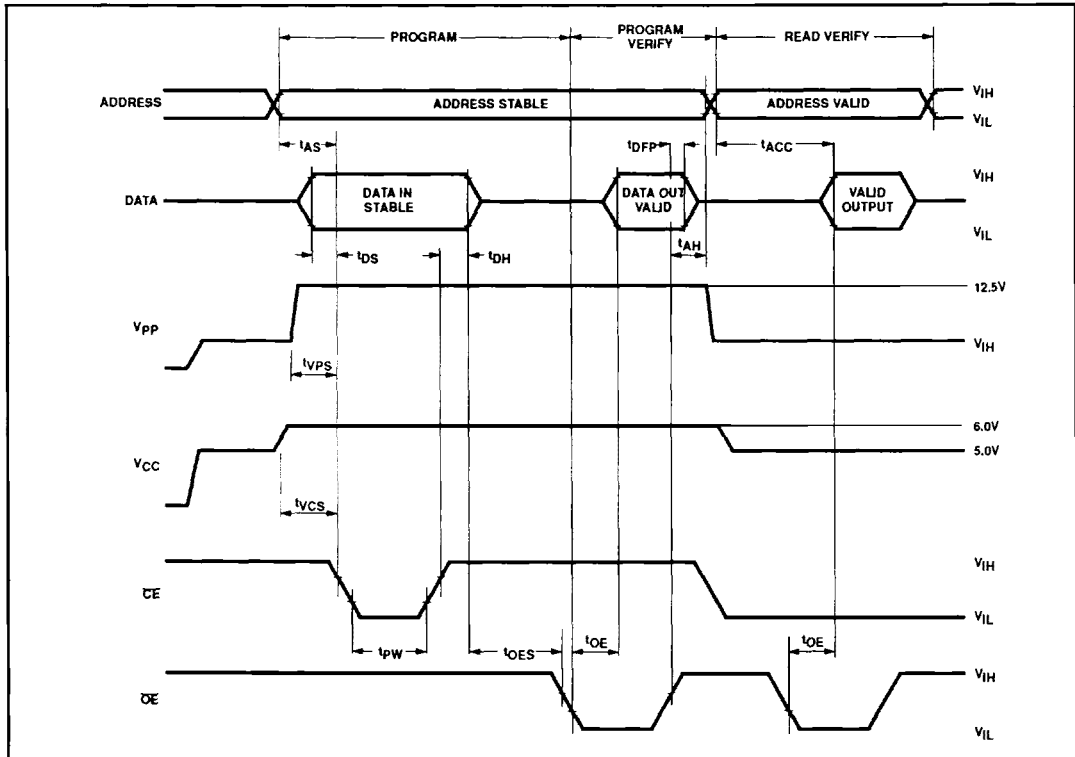 PROGRAM
PROGRAM
VERIFY
READ VERIFY
ADDRESS
ADDRESS STABLE
ADDRESS VALID
VIH
VIL
tAS
tDFP
tACC
DATA
DATA IN
STABLE
DATA OUT
VALID
VALID
OUTPUT
VIH
VIL
tDS
tDH
tAH
VPP
12.5V
VIH
tVPS
VCC
6.0V
5.0V
tVCS
CE
VIH
VIL
tPW
tOES
tOE
tOE
OE
VIH
VIL